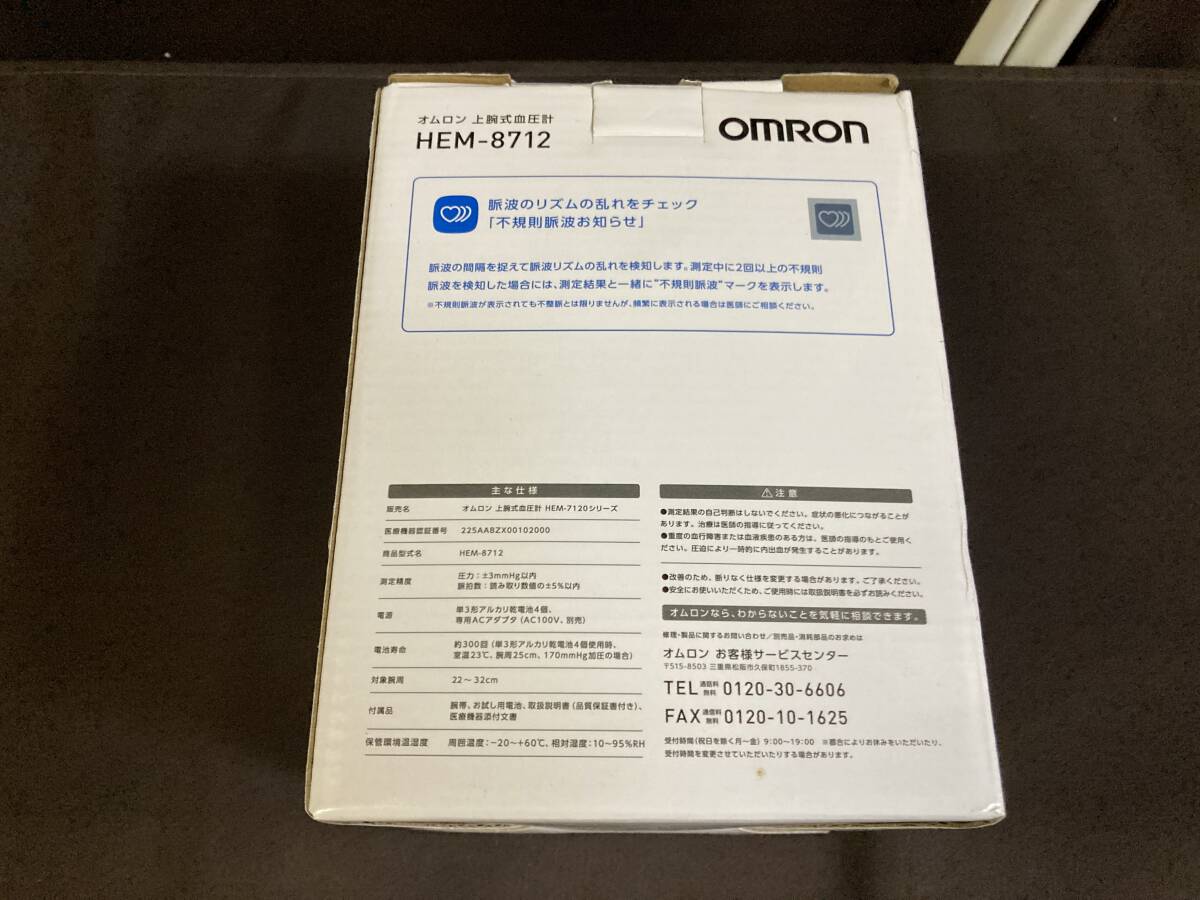 オムロン 上腕式血圧計
HEM-8712
OMRON
脈波のリズムの乱れをチェック
「不規則脈波お知らせ」
脈波の間隔を捉えて脈波リズムの乱れを検知します。測定中に2回以上の不規則
脈波を検知した場合には、測定結果と一緒に"不規則脈波"マークを表示します。
※不規則脈波が表示されても不整脈とは限りませんが、頻繁に表示される場合は医師にご相談ください。
主な仕様
販売名 オムロン 上腕式血圧計 HEM-7120シリーズ
医療機器認証番号 225AABZX00102000
商品型式名 HEM-8712
測定精度 圧力:±3mmHg以内
脈拍数:読み取り数値の±5%以内
電源 単3形アルカリ乾電池4個、
専用ACアダプタ(AC100V、別売)
電池寿命 約300回(単3形アルカリ乾電池4個使用時、
室温23℃、腕周25cm、170mmHg加圧の場合)
対象腕周 22～32cm
付属品 腕帯、お試し用電池、取扱説明書(品質保証書付き)、
医療機器添付文書
保管環境温湿度 周囲温度:-20～+60℃、相対湿度:10～95%RH
⚠注意
●測定結果の自己判断はしないでください。症状の悪化につながることが
あります。治療は医師の指導に従ってください。
●重度の血行障害または血液疾患のある方は、医師の指導のもとご使用く
ださい。圧迫により一時的に内出血が発生することがあります。
●改善のため、断りなく仕様を変更する場合があります。ご了承ください。
●安全にお使いいただくため、ご使用時には取扱説明書を必ずお読みください。
オムロンなら、わからないことを気軽に相談できます。
修理・製品に関するお問い合わせ/別売品・消耗部品のお求めは
オムロン お客様サービスセンター
〒515-8503 三重県松阪市久保町1855-370
TEL 通話料無料 0120-30-6606
FAX 通信料無料 0120-10-1625
受付時間(祝日を除く月～金) 9:00～19:00 ※都合によりお休みをいただいたり、
受付時間を変更させていただいたりする場合があります。